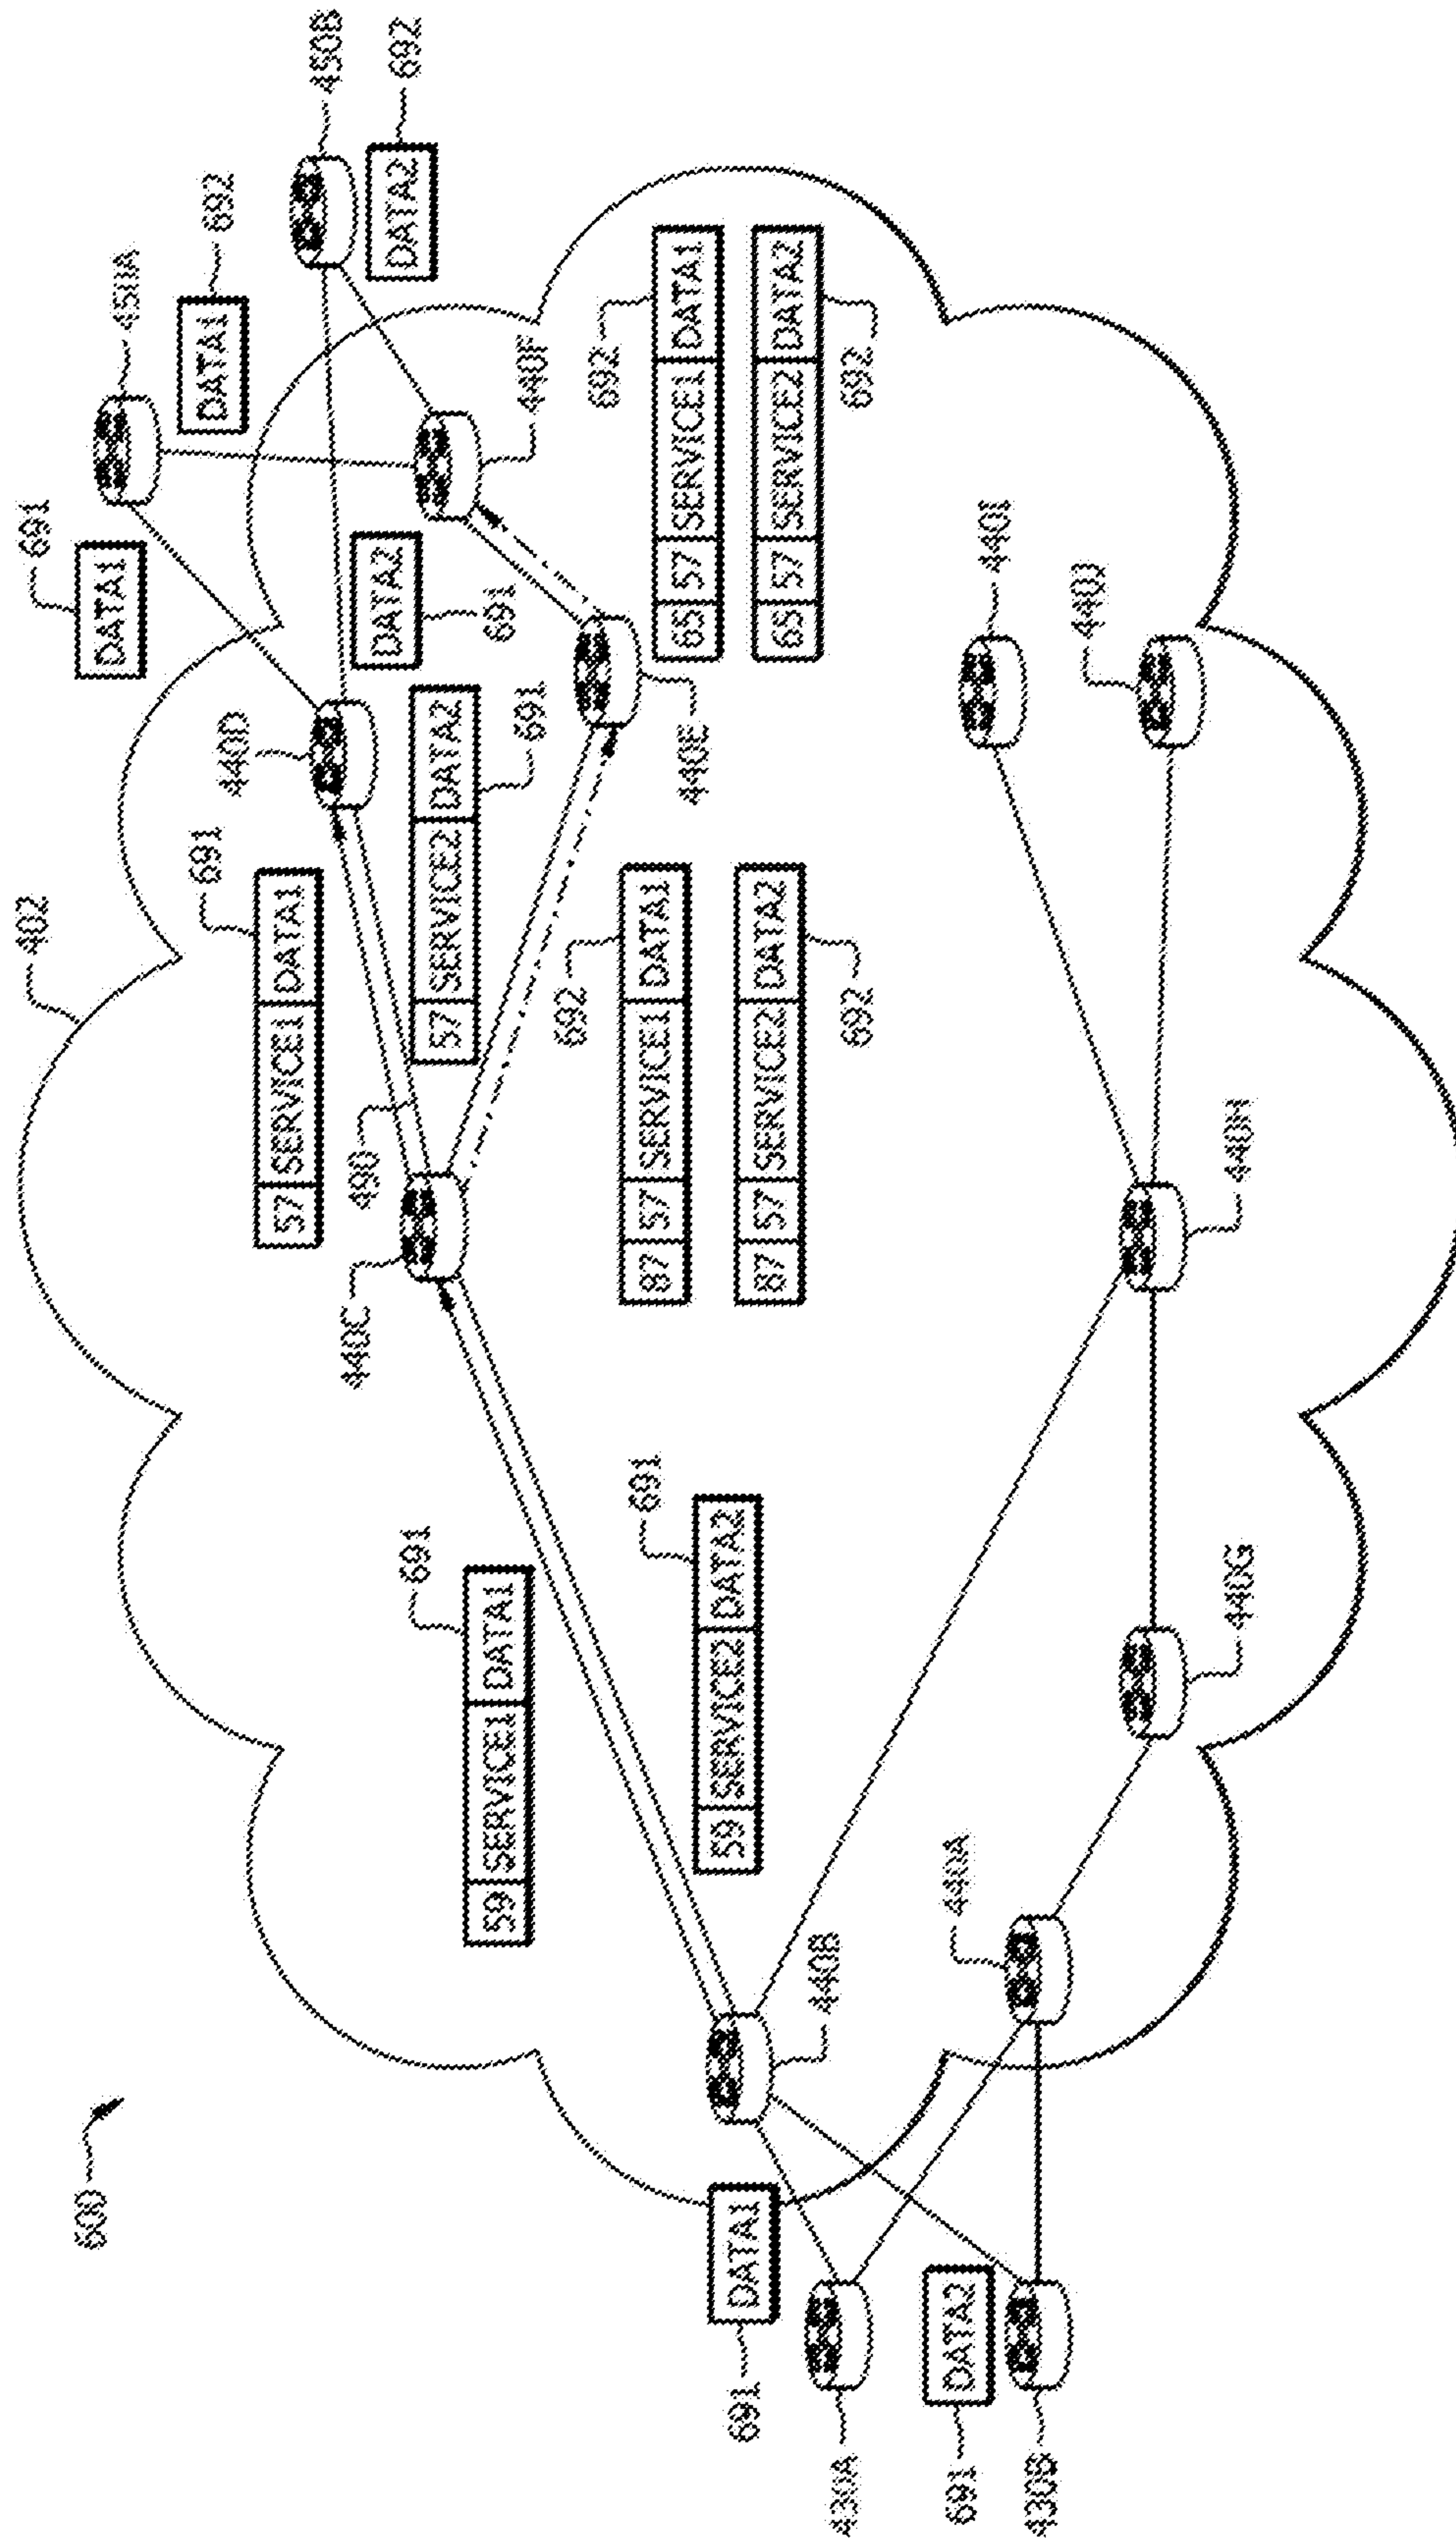 600
402
691
DATA1
450A
692
DATA1
450B
DATA2
692
440D
691
57 SERVICE1 DATA1
DATA2
691
440F
490
57 SERVICE2 DATA2
691
440C
440E
691
59 SERVICE1 DATA1
692
87 57 SERVICE1 DATA1
692
65 57 SERVICE1 DATA1
691
59 SERVICE2 DATA2
87 57 SERVICE2 DATA2
692
65 57 SERVICE2 DATA2
692
440B
DATA1
691
430A
440A
440I
DATA2
691
430B
440G
440H
440J